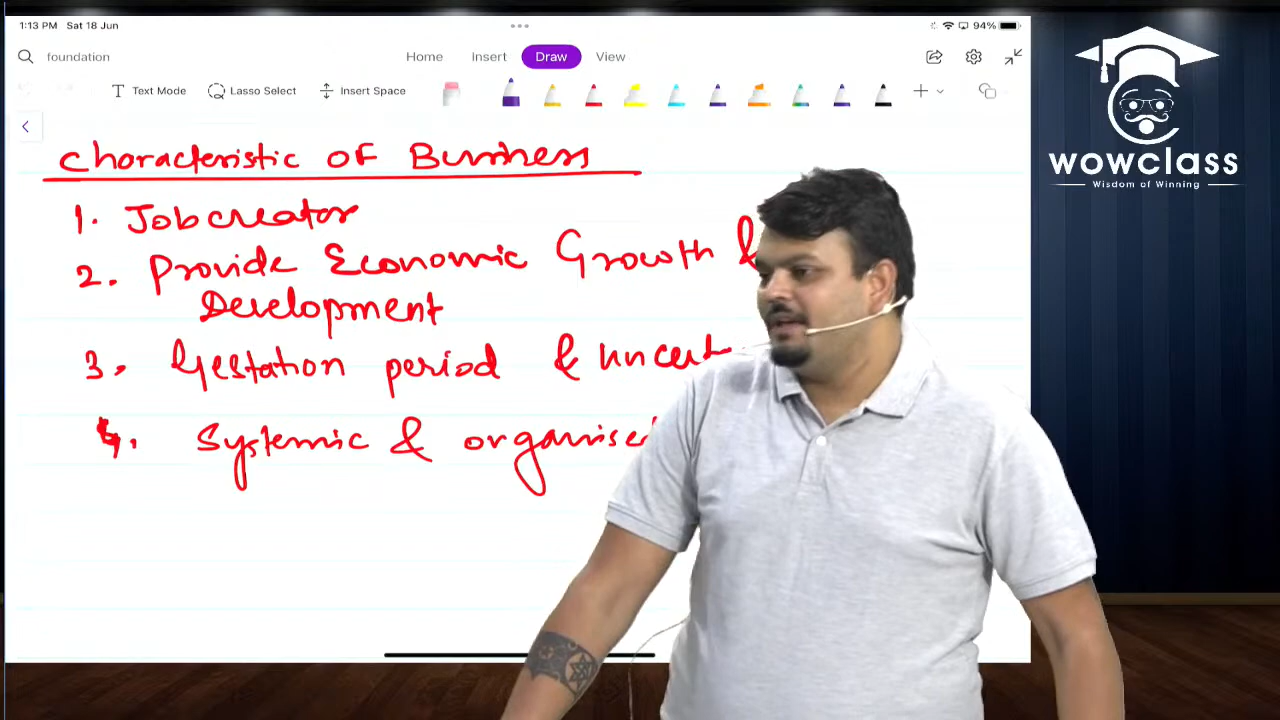 1:13 PM Sat 18 Jun
94%
foundation
Home Insert Draw View
Text Mode Lasso Select Insert Space
wowclass
Wisdom of Winning
Characteristic of Business
1. Job creator
2. Provide Economic Growth &
Development
3. Gestation period &
4. Systemic & organised